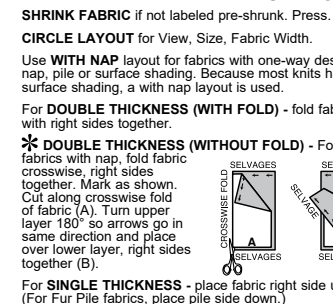 SHRINK FABRIC if not labeled pre-shrunk. Press.
CIRCLE LAYOUT for View, Size, Fabric Width.
Use WITH NAP layout for fabrics with one-way des
nap, pile or surface shading. Because most knits h
surface shading, a with nap layout is used.
For DOUBLE THICKNESS (WITH FOLD) - fold fab
with right sides together.
* DOUBLE THICKNESS (WITHOUT FOLD) - Fo
fabrics with nap, fold fabric
crosswise, right sides
together. Mark as shown.
Cut along crosswise fold
of fabric (A). Turn upper
layer 180° so arrows go in
same direction and place
over lower layer, right sides
together (B).
SELVAGES
CROSSWISE FOLD
A
SELVAGES
SE
SELVAG
SEL
For SINGLE THICKNESS - place fabric right side u
(For Fur Pile fabrics, place pile side down.)